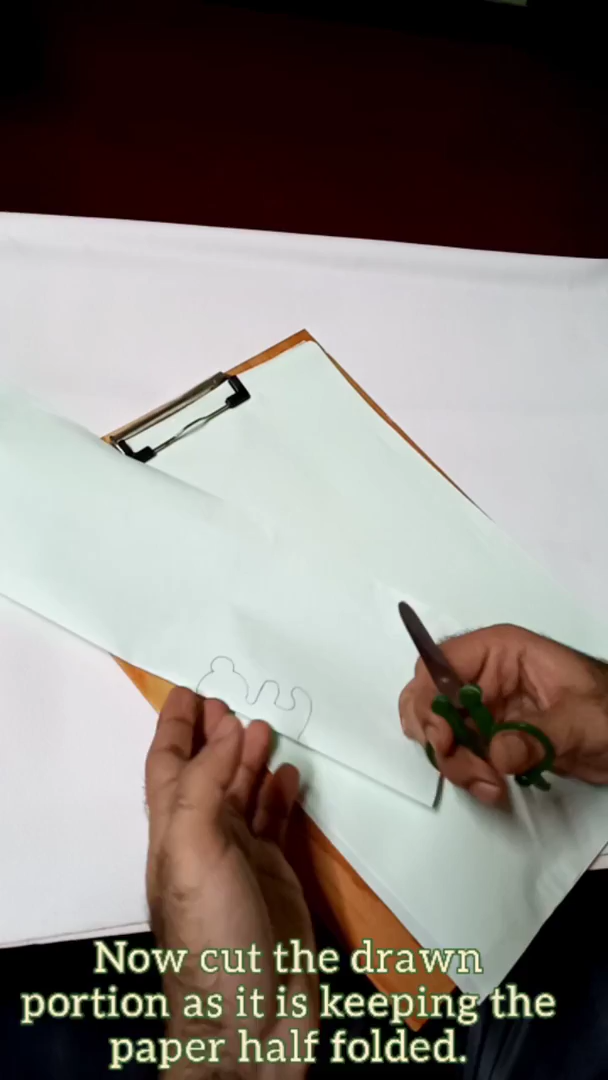 Now cut the drawn
portion as it is keeping the
paper half folded.